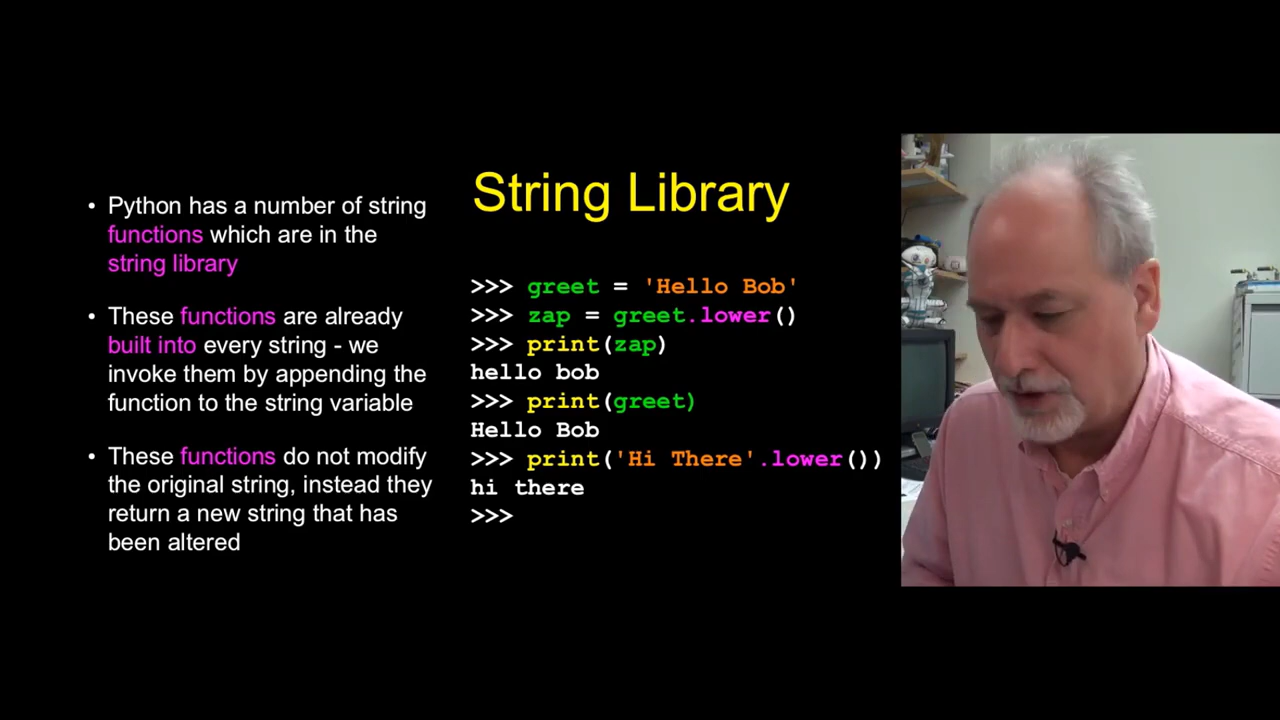 String Library
• Python has a number of string
functions which are in the
string library
• These functions are already
built into every string - we
invoke them by appending the
function to the string variable
• These functions do not modify
the original string, instead they
return a new string that has
been altered
>>> greet = 'Hello Bob'
>>> zap = greet.lower()
>>> print(zap)
hello bob
>>> print(greet)
Hello Bob
>>> print('Hi There'.lower())
hi there
>>>